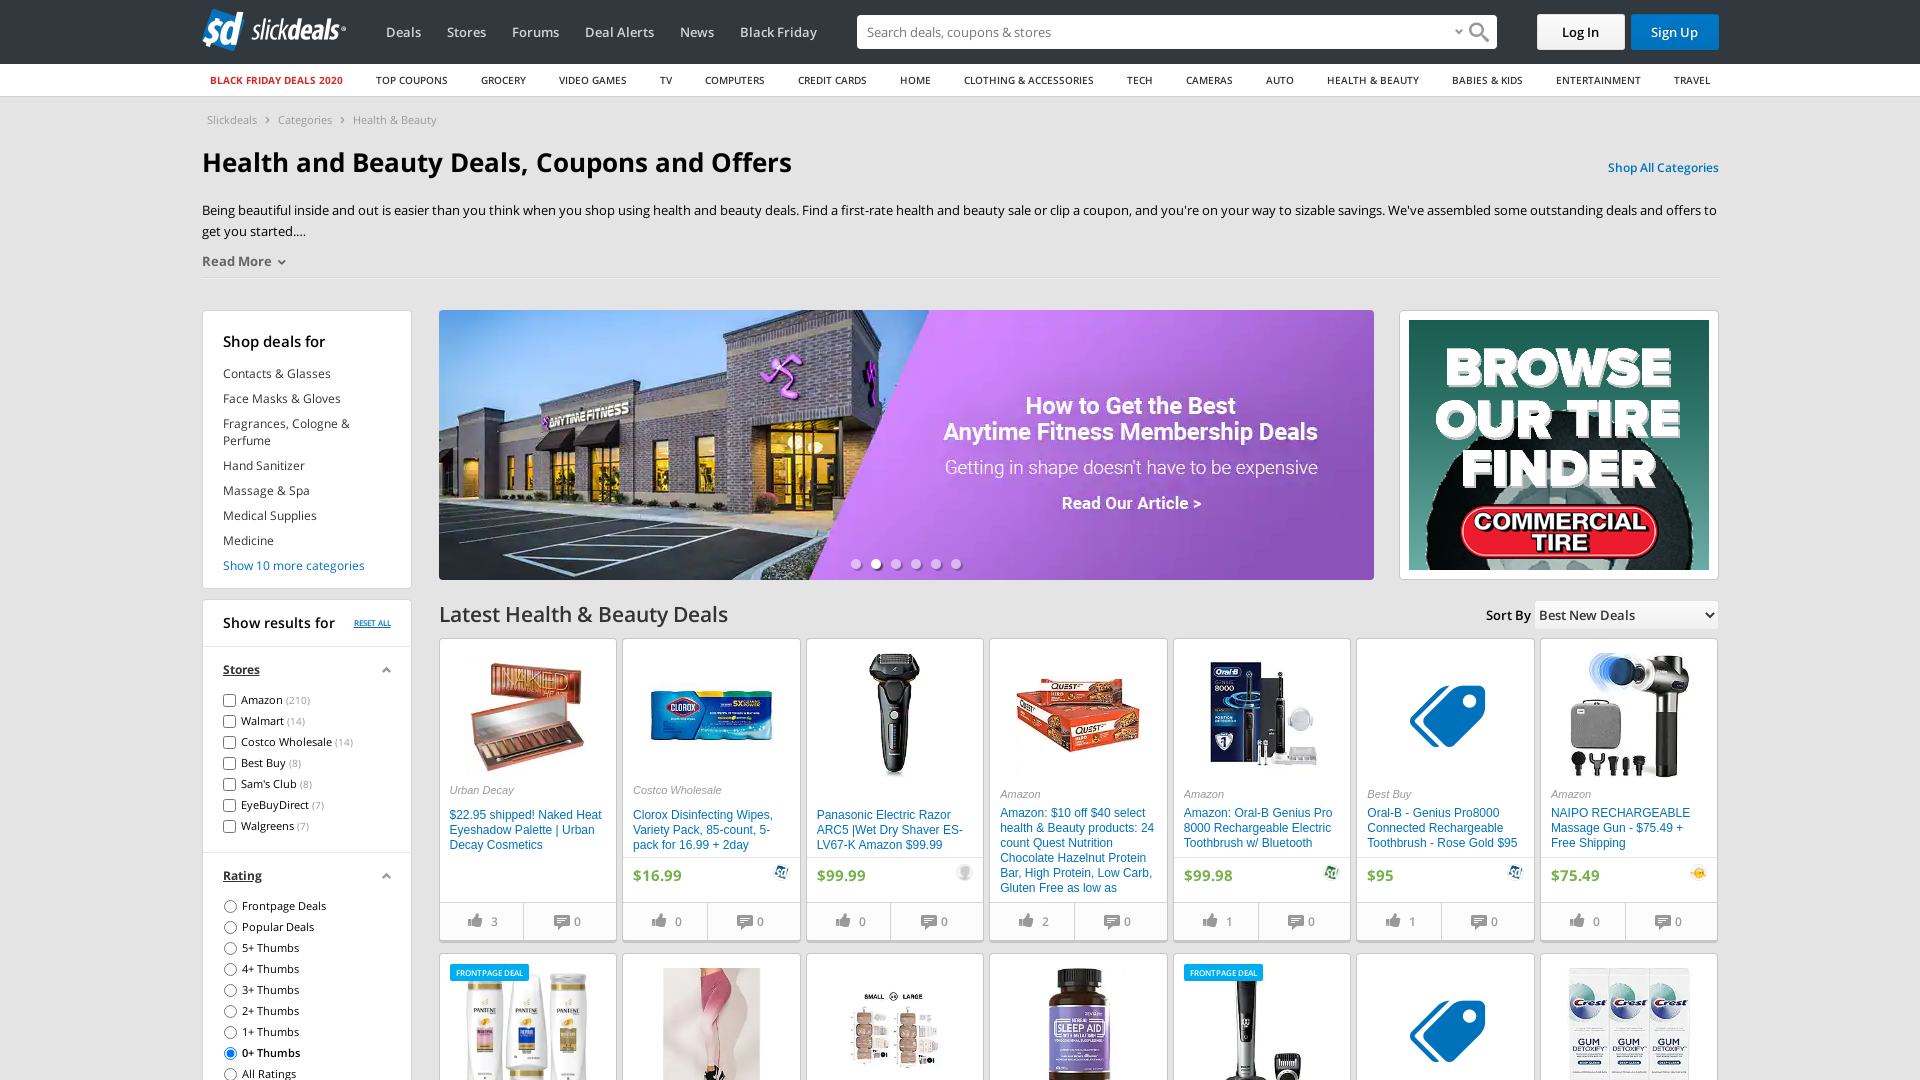 slickdeals
Deals
Stores
Forums
Deal Alerts
News
Black Friday
Search deals, coupons & stores
Log In
Sign Up
BLACK FRIDAY DEALS 2020
TOP COUPONS
GROCERY
VIDEO GAMES
TV
COMPUTERS
CREDIT CARDS
HOME
CLOTHING & ACCESSORIES
TECH
CAMERAS
AUTO
HEALTH & BEAUTY
BABIES & KIDS
ENTERTAINMENT
TRAVEL
Slickdeals
Categories
Health & Beauty
Health and Beauty Deals, Coupons and Offers
Shop All Categories
Being beautiful inside and out is easier than you think when you shop using health and beauty deals. Find a first-rate health and beauty sale or clip a coupon, and you're on your way to sizable savings. We've assembled some outstanding deals and offers to
get you started....
Read More
Shop deals for
Contacts & Glasses
Face Masks & Gloves
Fragrances, Cologne &
Perfume
Hand Sanitizer
Massage & Spa
Medical Supplies
Medicine
Show 10 more categories
ANYTIME FITNESS
How to Get the Best
Anytime Fitness Membership Deals
Getting in shape doesn't have to be expensive
Read Our Article >
BROWSE
OUR TIRE
FINDER
COMMERCIAL
TIRE
Show results for
RESET ALL
Stores
Amazon (210)
Walmart (14)
Costco Wholesale (14)
Best Buy (8)
Sam's Club (8)
EyeBuyDirect (7)
Walgreens (7)
Rating
Frontpage Deals
Popular Deals
5+ Thumbs
4+ Thumbs
3+ Thumbs
2+ Thumbs
1+ Thumbs
0+ Thumbs
All Ratings
Latest Health & Beauty Deals
Sort By
Best New Deals
NAKED
Urban Decay
$22.95 shipped! Naked Heat
Eyeshadow Palette | Urban
Decay Cosmetics
3
0
CLOROX
5X
Costco Wholesale
Clorox Disinfecting Wipes,
Variety Pack, 85-count, 5-
pack for 16.99 + 2day
$16.99
0
0
Panasonic Electric Razor
ARC5 |Wet Dry Shaver ES-
LV67-K Amazon $99.99
$99.99
0
0
QUEST
HERO
Amazon
Amazon: $10 off $40 select
health & Beauty products: 24
count Quest Nutrition
Chocolate Hazelnut Protein
Bar, High Protein, Low Carb,
Gluten Free as low as
2
0
Oral-B
GENIUS
8000
Amazon
Amazon: Oral-B Genius Pro
8000 Rechargeable Electric
Toothbrush w/ Bluetooth
$99.98
1
0
Best Buy
Oral-B - Genius Pro8000
Connected Rechargeable
Toothbrush - Rose Gold $95
$95
1
0
Amazon
NAIPO RECHARGEABLE
Massage Gun - $75.49 +
Free Shipping
$75.49
0
0
FRONTPAGE DEAL
PANTENE
PANTENE
PANTENE
SMALL VS LARGE
SLEEP AID
FRONTPAGE DEAL
Crest
Crest
Crest
GUM
DETOXIFY
GUM
DETOXIFY
GUM
DETOXIFY